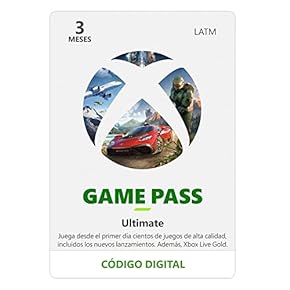 3
MESES
LATM
GAME PASS
Ultimate
Juega desde el primer día cientos de juegos de alta calidad,
incluidos los nuevos lanzamientos. Además, Xbox Live Gold.
CÓDIGO DIGITAL